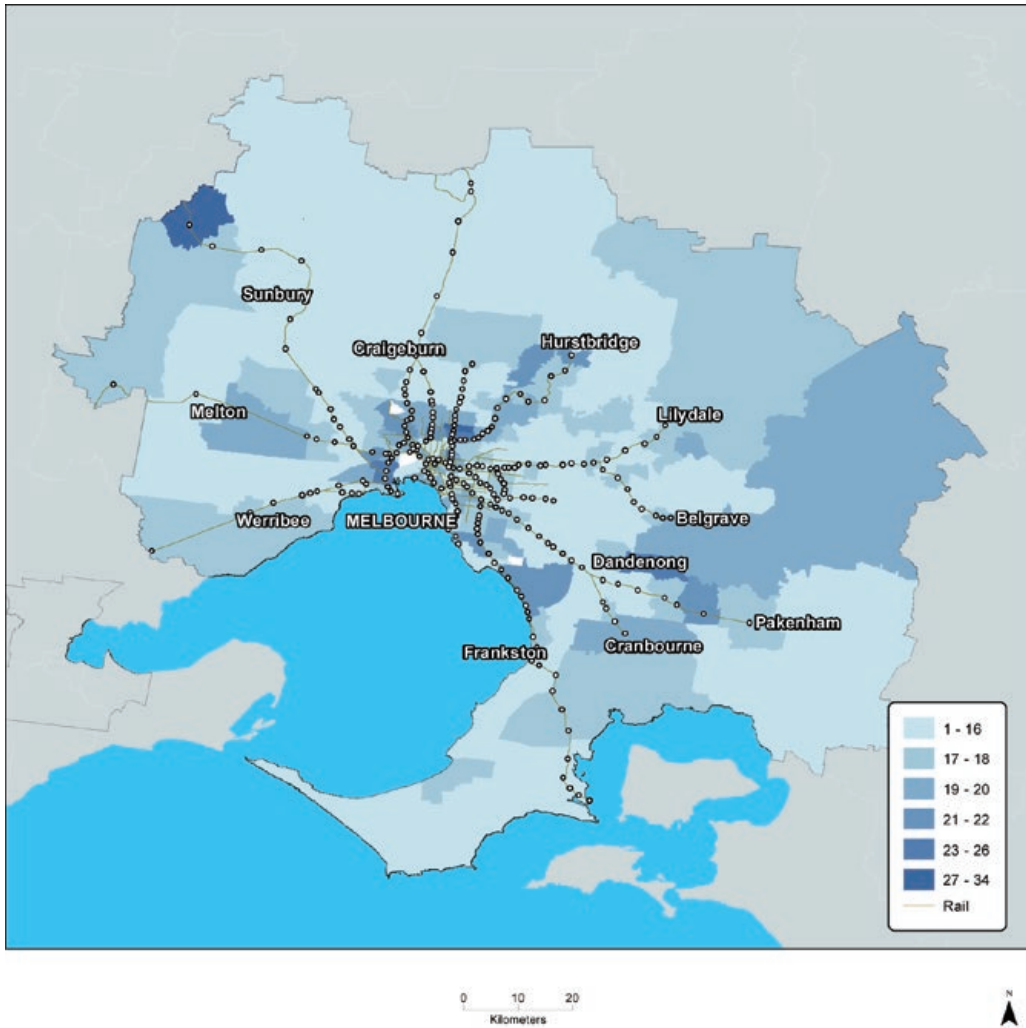 Sunbury
Craigeburn
Hurstbridge
Melton
Lilydale
Werribee
MELBOURNE
Belgrave
Dandenong
Pakenham
Cranbourne
Frankston
1 - 16
17 - 18
19 - 20
21 - 22
23 - 26
27 - 34
Rail
0 10 20
Kilometers
N